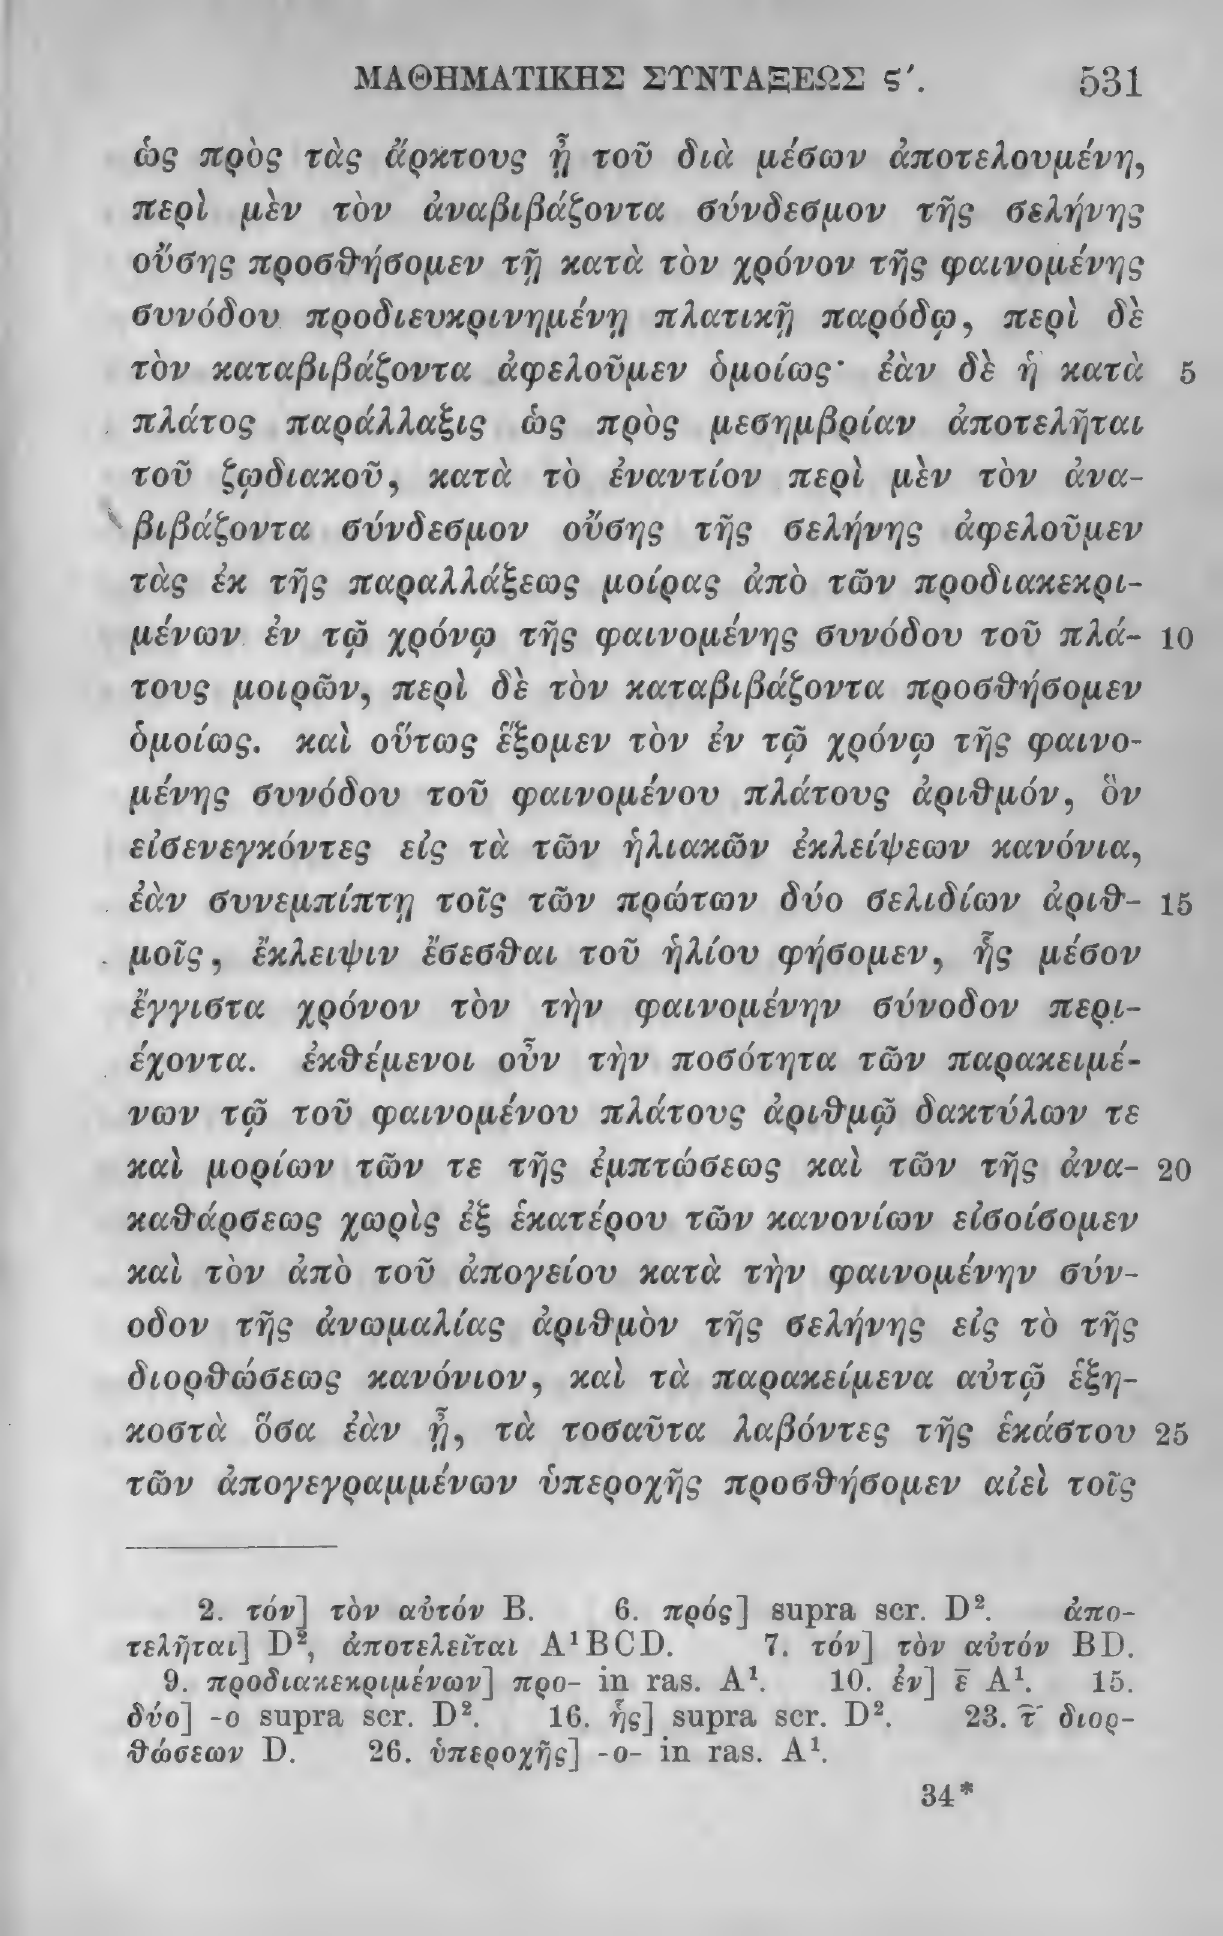 ΜΑΘΗΜΑΤΙΚΗΣ ΣΥΝΤΑΞΕΩΣ ϛ'. 531
ὡς πρὸς τὰς ἄρκτους ᾖ τοῦ διὰ μέσων ἀποτελουμένη,
περὶ μὲν τὸν ἀναβιβάζοντα σύνδεσμον τῆς σελήνης
οὔσης προσθήσομεν τῇ κατὰ τὸν χρόνον τῆς φαινομένης
συνόδου προδιευκρινημένῃ πλατικῇ παρόδῳ, περὶ δὲ
τὸν καταβιβάζοντα ἀφελοῦμεν ὁμοίως· ἐὰν δὲ ἡ κατὰ 5
πλάτος παράλλαξις ὡς πρὸς μεσημβρίαν ἀποτελῆται
τοῦ ζῳδιακοῦ, κατὰ τὸ ἐναντίον περὶ μὲν τὸν ἀνα-
βιβάζοντα σύνδεσμον οὔσης τῆς σελήνης ἀφελοῦμεν
τὰς ἐκ τῆς παραλλάξεως μοίρας ἀπὸ τῶν προδιακεκρι-
μένων ἐν τῷ χρόνῳ τῆς φαινομένης συνόδου τοῦ πλά- 10
τους μοιρῶν, περὶ δὲ τὸν καταβιβάζοντα προσθήσομεν
ὁμοίως. καὶ οὕτως ἕξομεν τὸν ἐν τῷ χρόνῳ τῆς φαινο-
μένης συνόδου τοῦ φαινομένου πλάτους ἀριθμόν, ὃν
εἰσενεγκόντες εἰς τὰ τῶν ἡλιακῶν ἐκλείψεων κανόνια,
ἐὰν συνεμπίπτῃ τοῖς τῶν πρώτων δύο σελιδίων ἀριθ- 15
μοῖς, ἔκλειψιν ἔσεσθαι τοῦ ἡλίου φήσομεν, ἧς μέσον
ἔγγιστα χρόνον τὸν τὴν φαινομένην σύνοδον περι-
έχοντα. ἐκθέμενοι οὖν τὴν ποσότητα τῶν παρακειμέ-
νων τῷ τοῦ φαινομένου πλάτους ἀριθμῷ δακτύλων τε
καὶ μορίων τῶν τε τῆς ἐμπτώσεως καὶ τῶν τῆς ἀνα- 20
καθάρσεως χωρὶς ἐξ ἑκατέρου τῶν κανονίων εἰσοίσομεν
καὶ τὸν ἀπὸ τοῦ ἀπογείου κατὰ τὴν φαινομένην σύν-
οδον τῆς ἀνωμαλίας ἀριθμὸν τῆς σελήνης εἰς τὸ τῆς
διορθώσεως κανόνιον, καὶ τὰ παρακείμενα αὐτῷ ἑξη-
κοστὰ ὅσα ἐὰν ᾖ, τὰ τοσαῦτα λαβόντες τῆς ἑκάστου 25
τῶν ἀπογεγραμμένων ὑπεροχῆς προσθήσομεν αἰεὶ τοῖς
2. τόν] τὸν αὐτόν B. 6. πρός] supra scr. D². ἀπο-
τελῆται] D², ἀποτελεῖται A¹BCD. 7. τόν] τὸν αὐτόν BD.
9. προδιακεκριμένων] προ- in ras. A¹. 10. ἐν] ε̄ A¹. 15.
δύο] -ο supra scr. D². 16. ἧς] supra scr. D². 23. τ῀ διορ-
θώσεων D. 26. ὑπεροχῆς] -ο- in ras. A¹.
34*